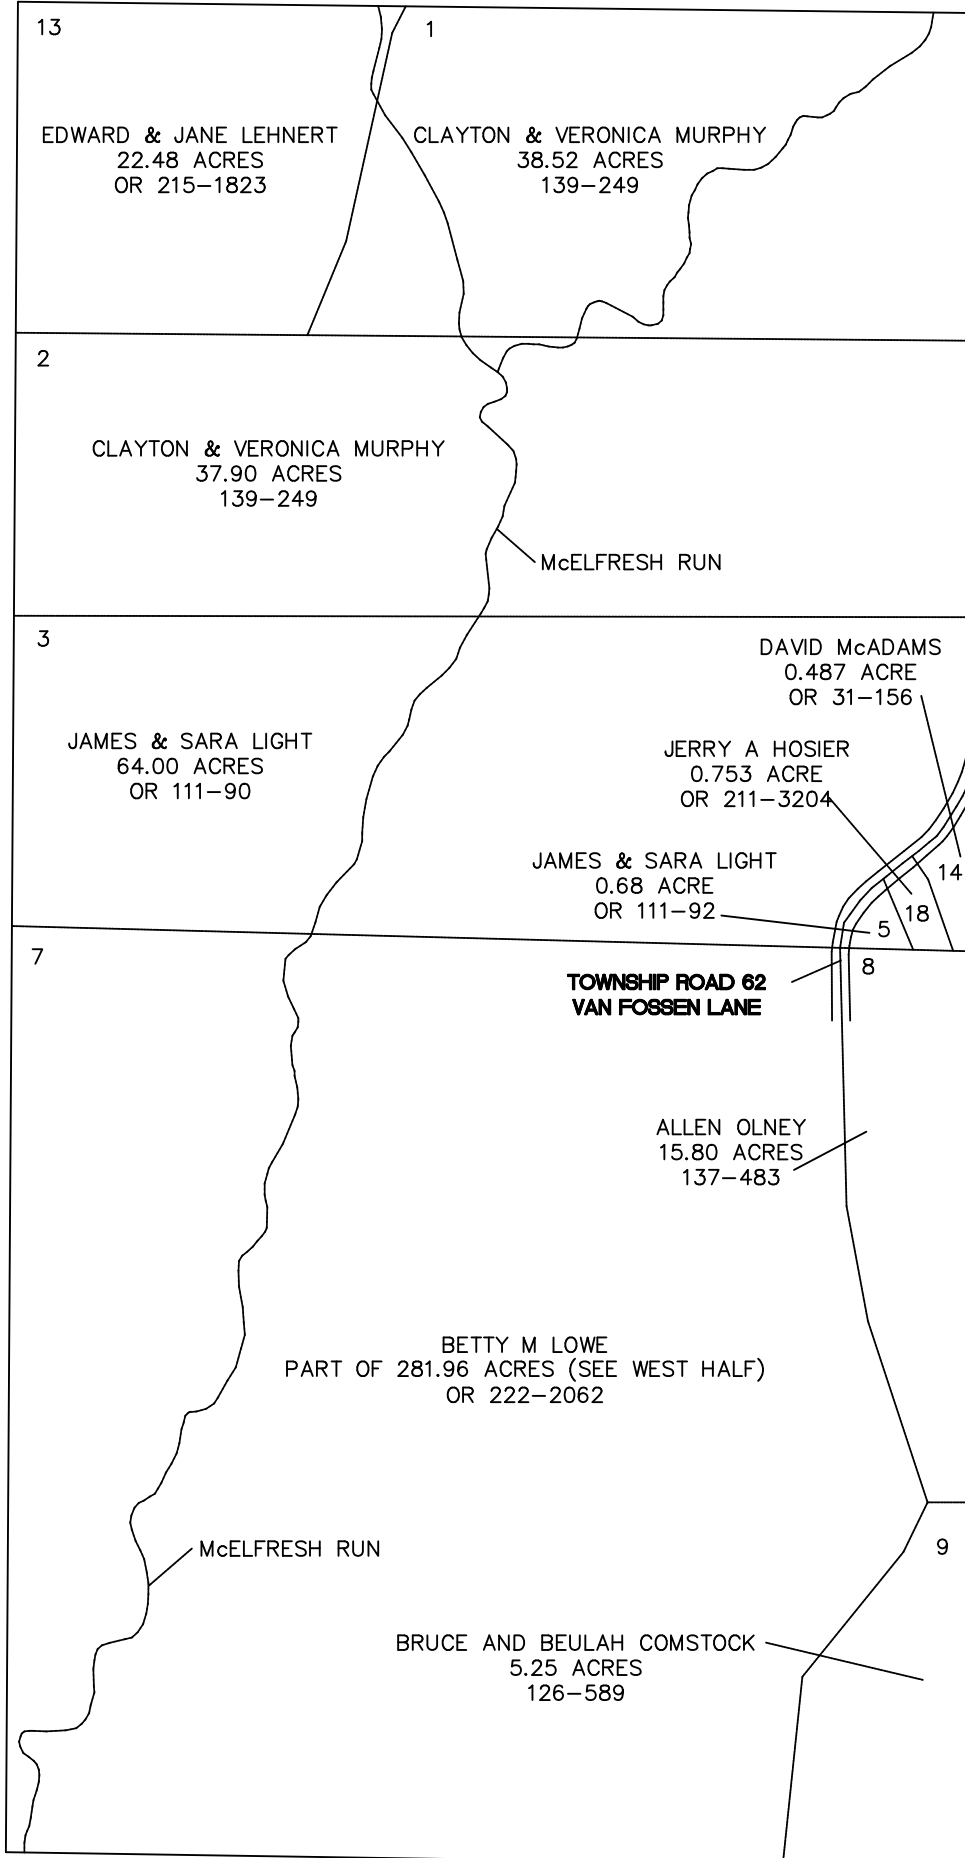 13
1
EDWARD & JANE LEHNERT
22.48 ACRES
OR 215-1823
CLAYTON & VERONICA MURPHY
38.52 ACRES
139-249
2
CLAYTON & VERONICA MURPHY
37.90 ACRES
139-249
McELFRESH RUN
3
DAVID McADAMS
0.487 ACRE
OR 31-156
JAMES & SARA LIGHT
64.00 ACRES
OR 111-90
JERRY A HOSIER
0.753 ACRE
OR 211-3204
JAMES & SARA LIGHT
0.68 ACRE
OR 111-92
14
18
5
7
8
TOWNSHIP ROAD 62
VAN FOSSEN LANE
ALLEN OLNEY
15.80 ACRES
137-483
BETTY M LOWE
PART OF 281.96 ACRES (SEE WEST HALF)
OR 222-2062
9
McELFRESH RUN
BRUCE AND BEULAH COMSTOCK
5.25 ACRES
126-589